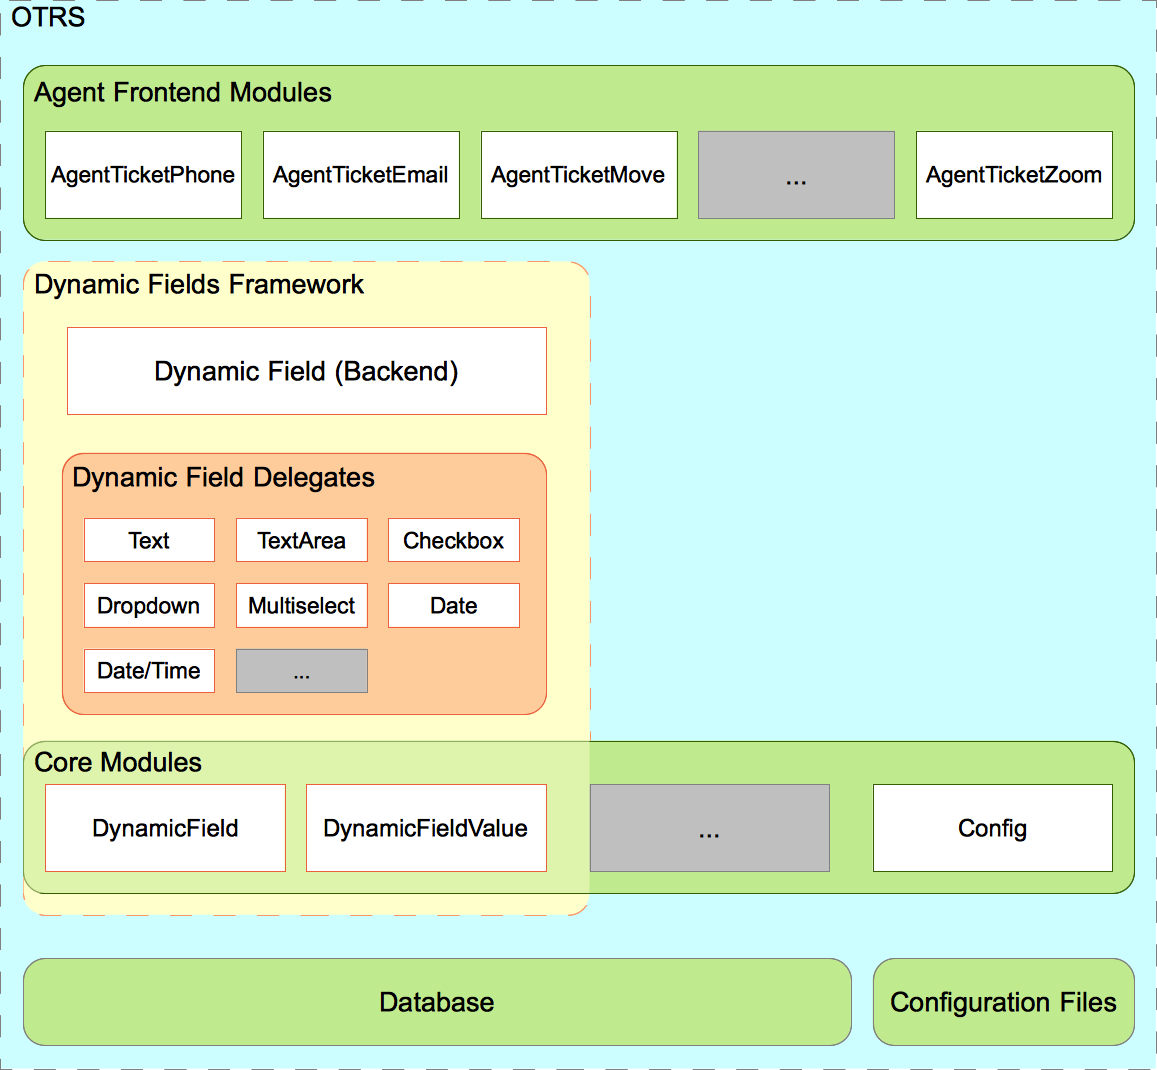 OTRS
Agent Frontend Modules
AgentTicketPhone
AgentTicketEmail
AgentTicketMove
...
AgentTicketZoom
Dynamic Fields Framework
Dynamic Field (Backend)
Dynamic Field Delegates
Text
TextArea
Checkbox
Dropdown
Multiselect
Date
Date/Time
...
Core Modules
DynamicField
DynamicFieldValue
...
Config
Database
Configuration Files